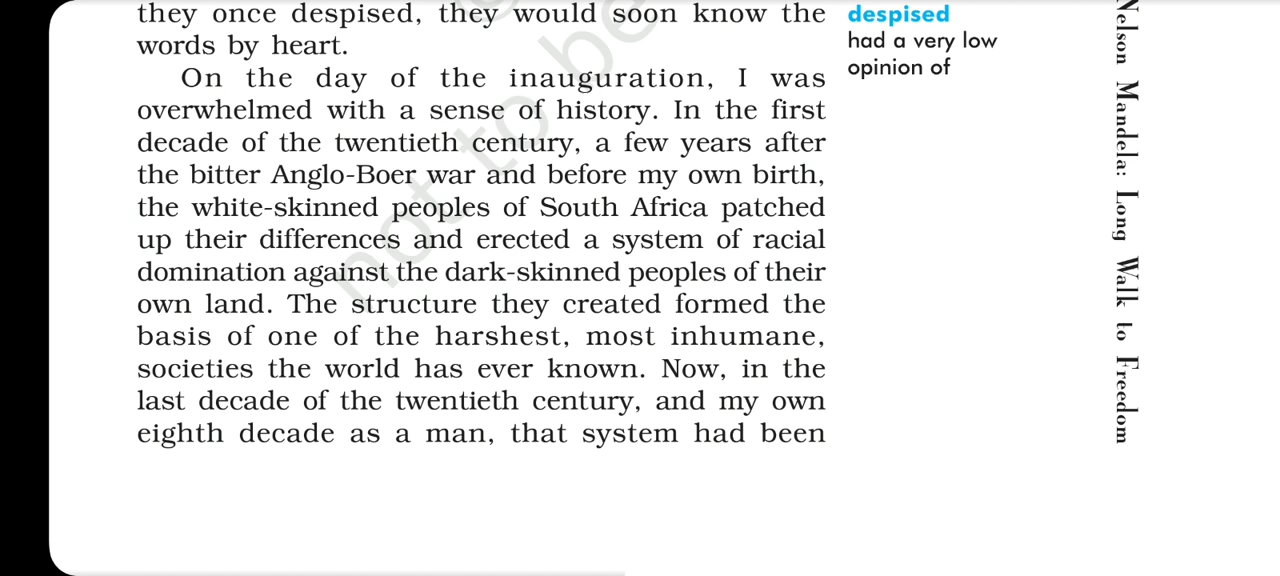 they once despised, they would soon know the
words by heart.
On the day of the inauguration, I was
overwhelmed with a sense of history. In the first
decade of the twentieth century, a few years after
the bitter Anglo-Boer war and before my own birth,
the white-skinned peoples of South Africa patched
up their differences and erected a system of racial
domination against the dark-skinned peoples of their
own land. The structure they created formed the
basis of one of the harshest, most inhumane,
societies the world has ever known. Now, in the
last decade of the twentieth century, and my own
eighth decade as a man, that system had been
despised
had a very low
opinion of
Nelson Mandela: Long Walk to Freedom
not to be